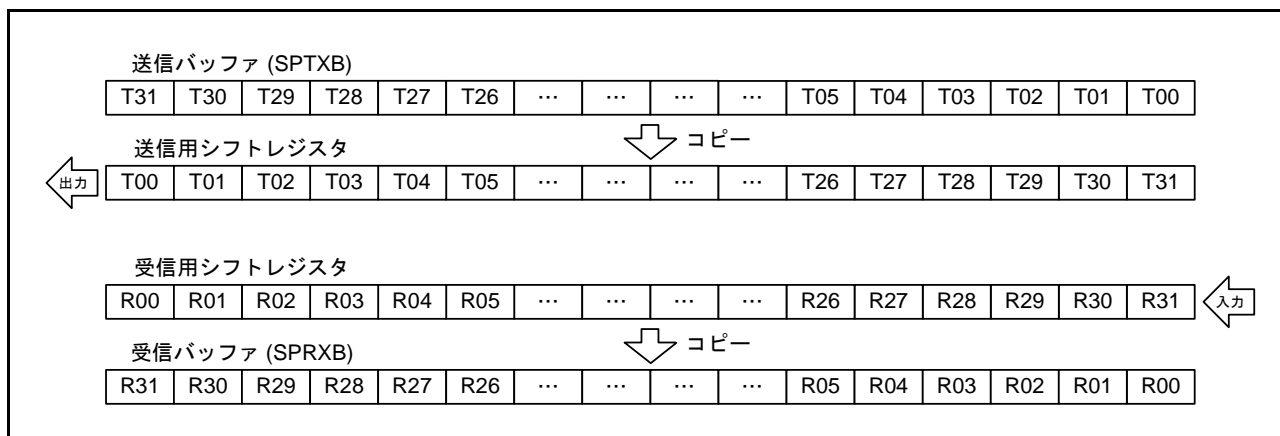 送信バッファ (SPTXB)
T31 T30 T29 T28 T27 T26 … … … … T05 T04 T03 T02 T01 T00
コピー
送信用シフトレジスタ
出力 T00 T01 T02 T03 T04 T05 … … … … T26 T27 T28 T29 T30 T31
受信用シフトレジスタ
R00 R01 R02 R03 R04 R05 … … … … R26 R27 R28 R29 R30 R31 入力
コピー
受信バッファ (SPRXB)
R31 R30 R29 R28 R27 R26 … … … … R05 R04 R03 R02 R01 R00